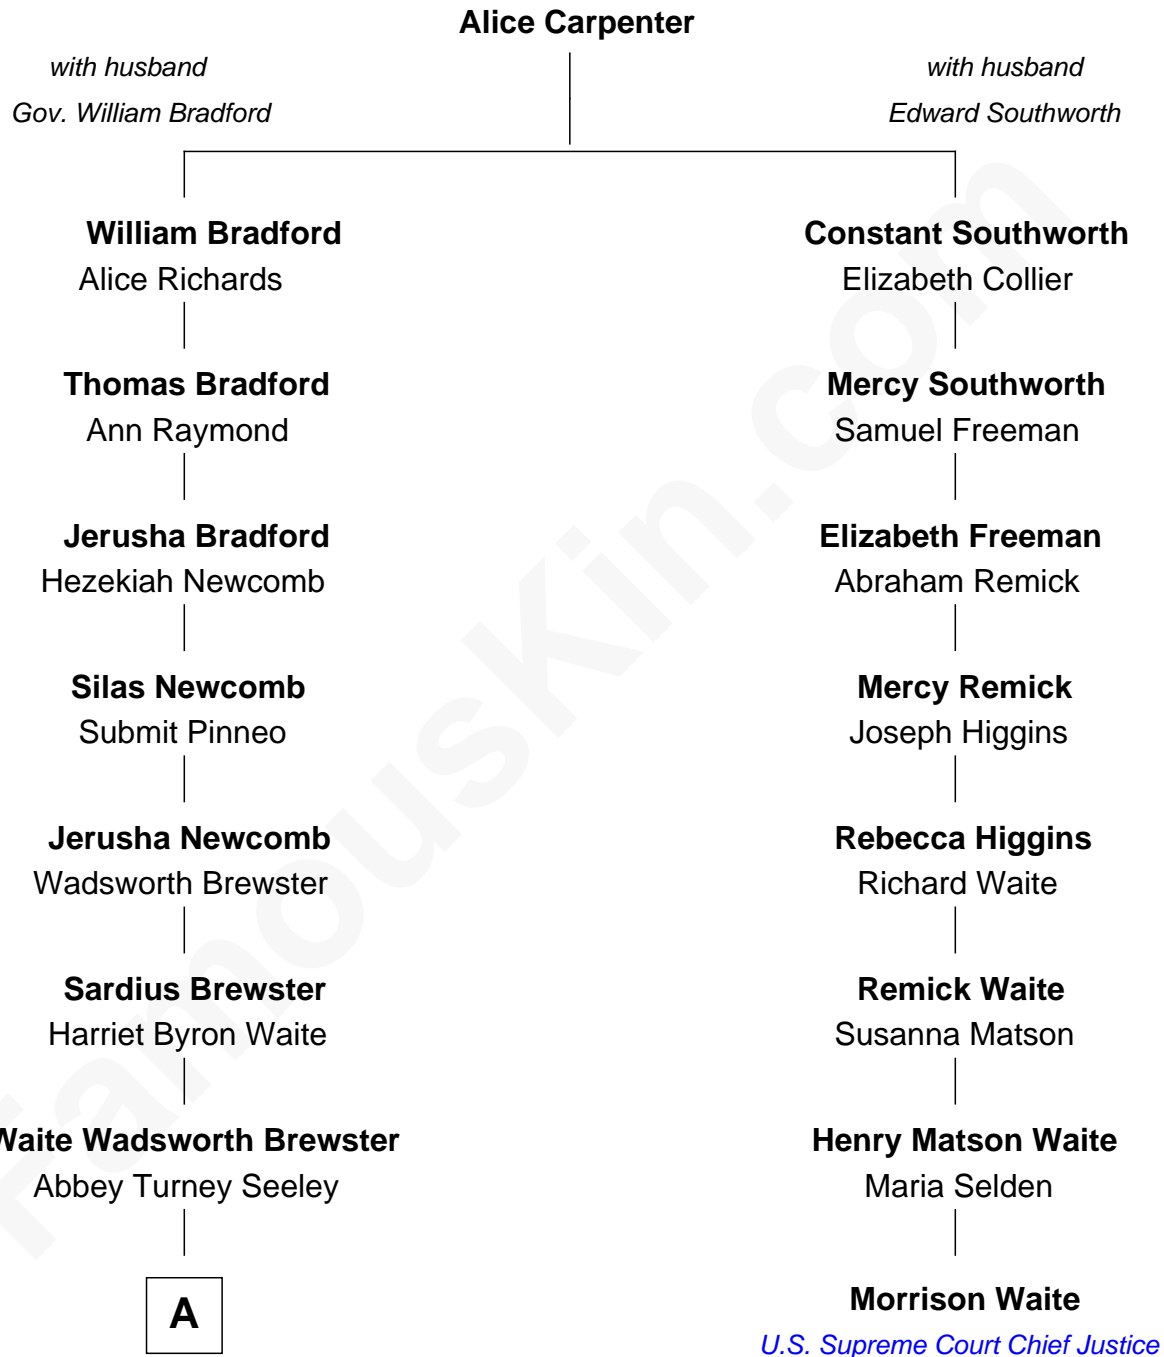 Alice Carpenter
with husband
Gov. William Bradford
with husband
Edward Southworth
William Bradford
Alice Richards
Constant Southworth
Elizabeth Collier
Thomas Bradford
Ann Raymond
Mercy Southworth
Samuel Freeman
Jerusha Bradford
Hezekiah Newcomb
Elizabeth Freeman
Abraham Remick
Silas Newcomb
Submit Pinneo
Mercy Remick
Joseph Higgins
Jerusha Newcomb
Wadsworth Brewster
Rebecca Higgins
Richard Waite
Sardius Brewster
Harriet Byron Waite
Remick Waite
Susanna Matson
Waite Wadsworth Brewster
Abbey Turney Seeley
Henry Matson Waite
Maria Selden
A
Morrison Waite
U.S. Supreme Court Chief Justice
FamousKin.com